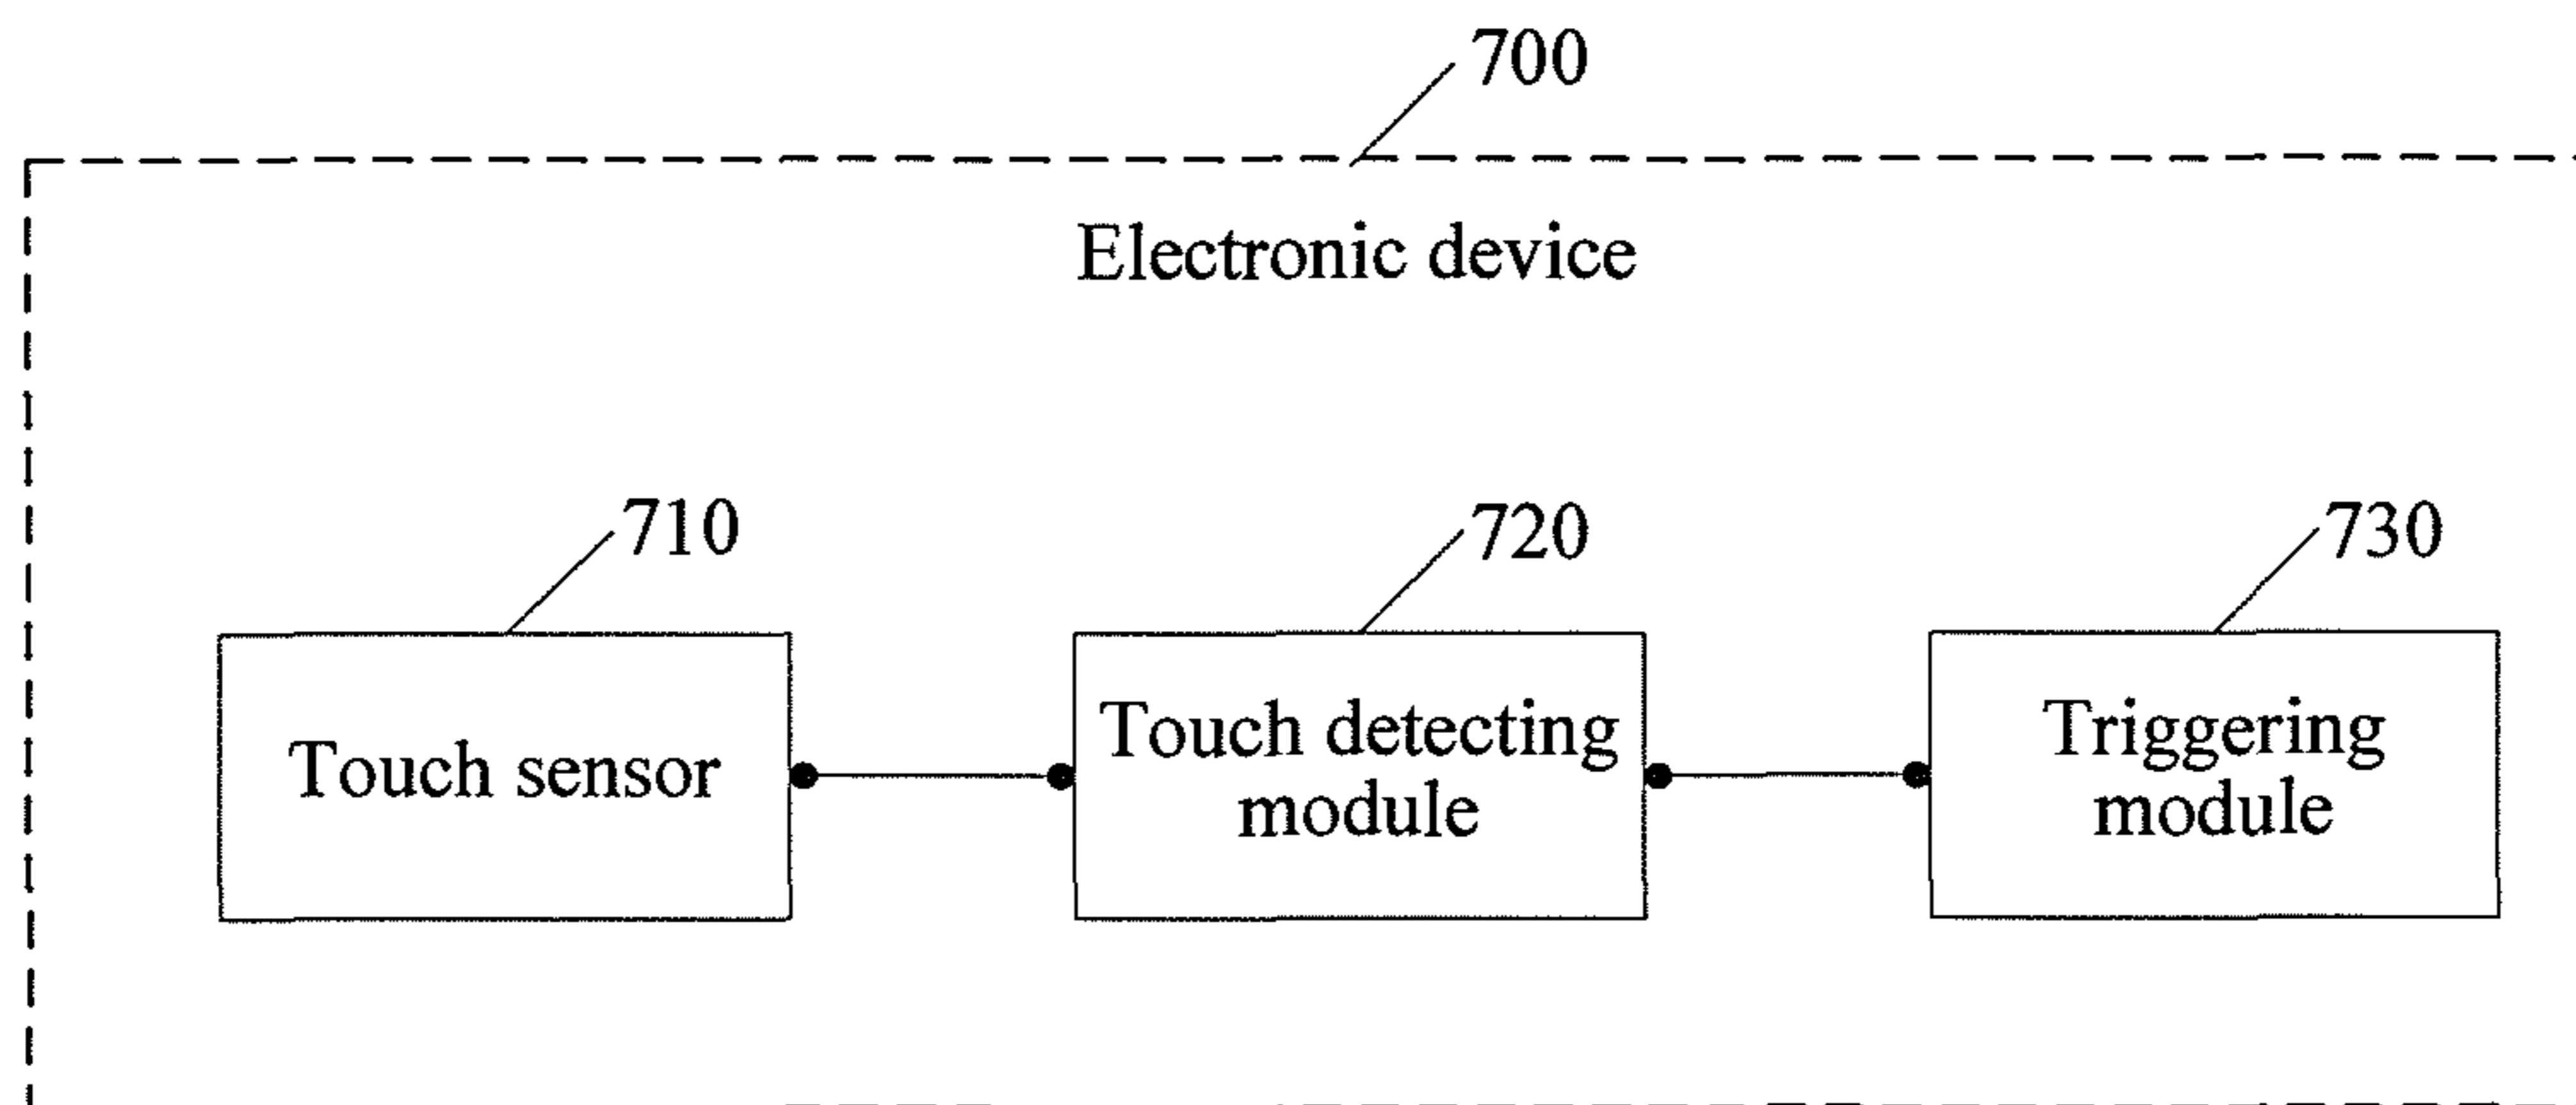 700
Electronic device
710
720
730
Touch sensor
Touch detecting
module
Triggering
module